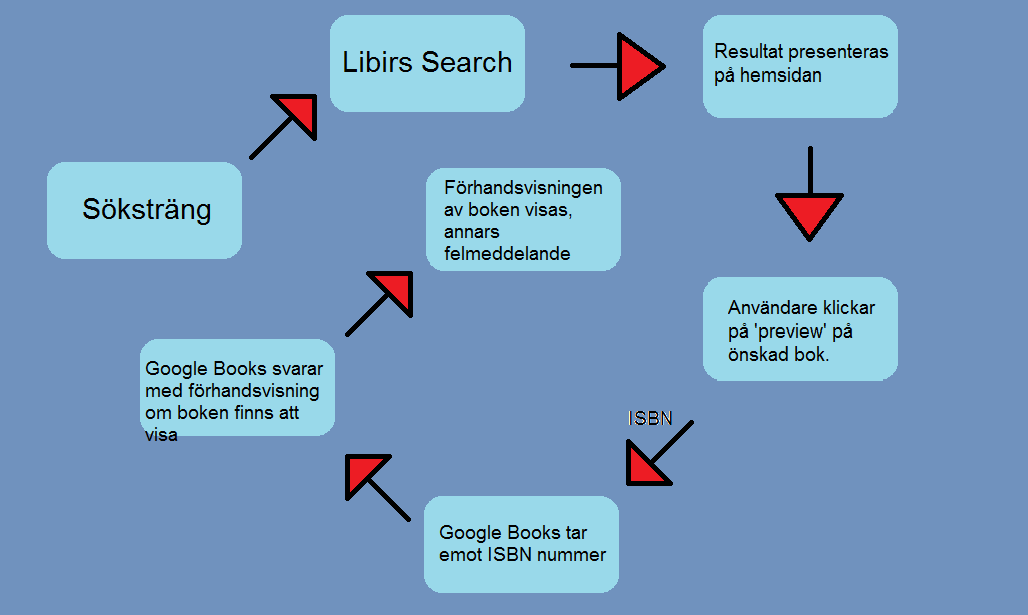 Söksträng
Libirs Search
Resultat presenteras
på hemsidan
Användare klickar
på 'preview' på
önskad bok.
ISBN
Google Books tar
emot ISBN nummer
Google Books svarar
med förhandsvisning
om boken finns att
visa
Förhandsvisningen
av boken visas,
annars
felmeddelande